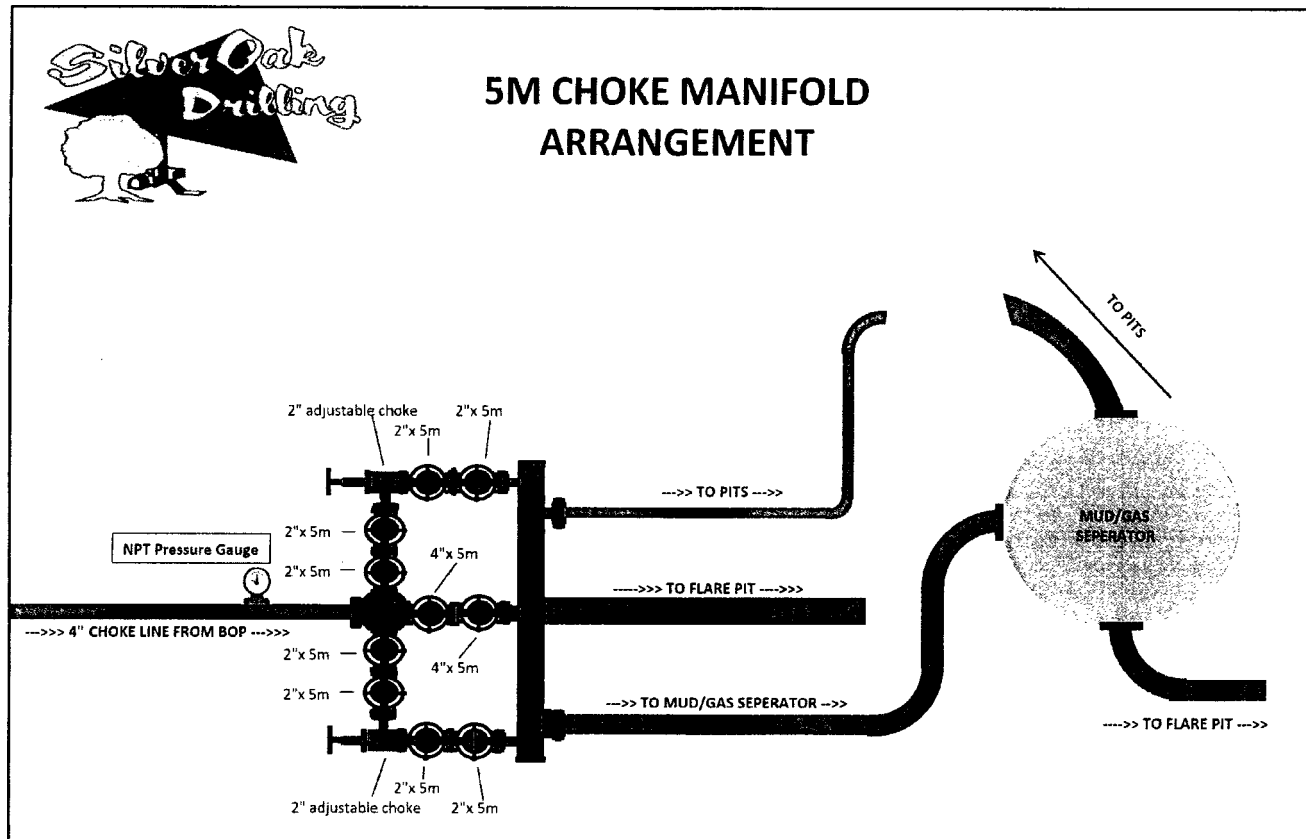 Silver Oak
Drilling
5M CHOKE MANIFOLD
ARRANGEMENT
TO PITS
2" adjustable choke
2"x 5m
2"x 5m
--->> TO PITS --->>
2"x 5m
MUD/GAS
SEPERATOR
NPT Pressure Gauge
2"x 5m
4"x 5m
----->>> TO FLARE PIT ---->>>
--->>> 4" CHOKE LINE FROM BOP --->>>
2"x 5m
4"x 5m
2"x 5m
--->> TO MUD/GAS SEPERATOR -->>
---->> TO FLARE PIT --->>
2"x 5m
2"x 5m
2" adjustable choke